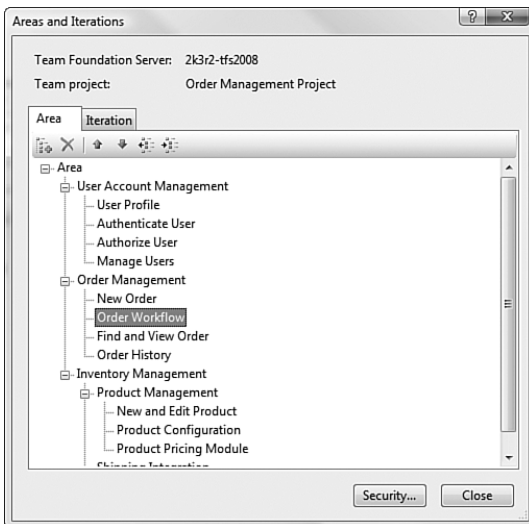 Areas and Iterations
Team Foundation Server: 2k3r2-tfs2008
Team project: Order Management Project
Area Iteration
Area
User Account Management
User Profile
Authenticate User
Authorize User
Manage Users
Order Management
New Order
Order Workflow
Find and View Order
Order History
Inventory Management
Product Management
New and Edit Product
Product Configuration
Product Pricing Module
Shipping Integration
Security... Close